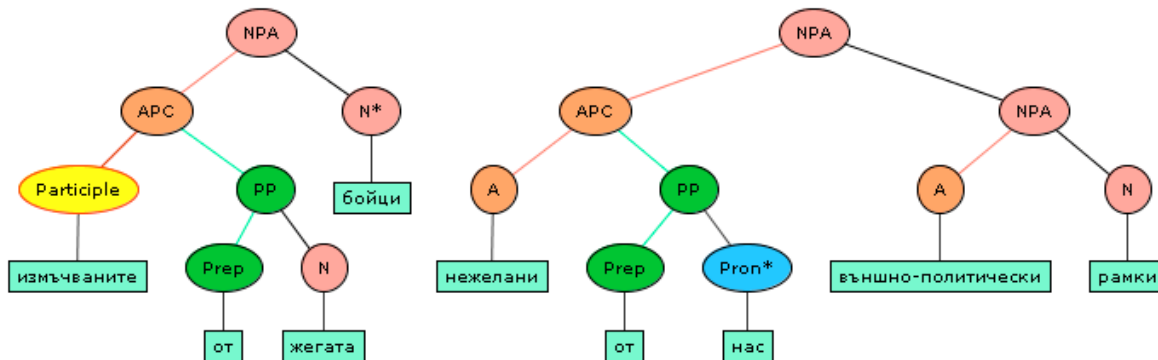 NPA NPA
APC N* APC NPA
Participle PP бойци A PP A N
измъчваните Prep N нежелани Prep Pron* външно-политически рамки
от жегата от нас